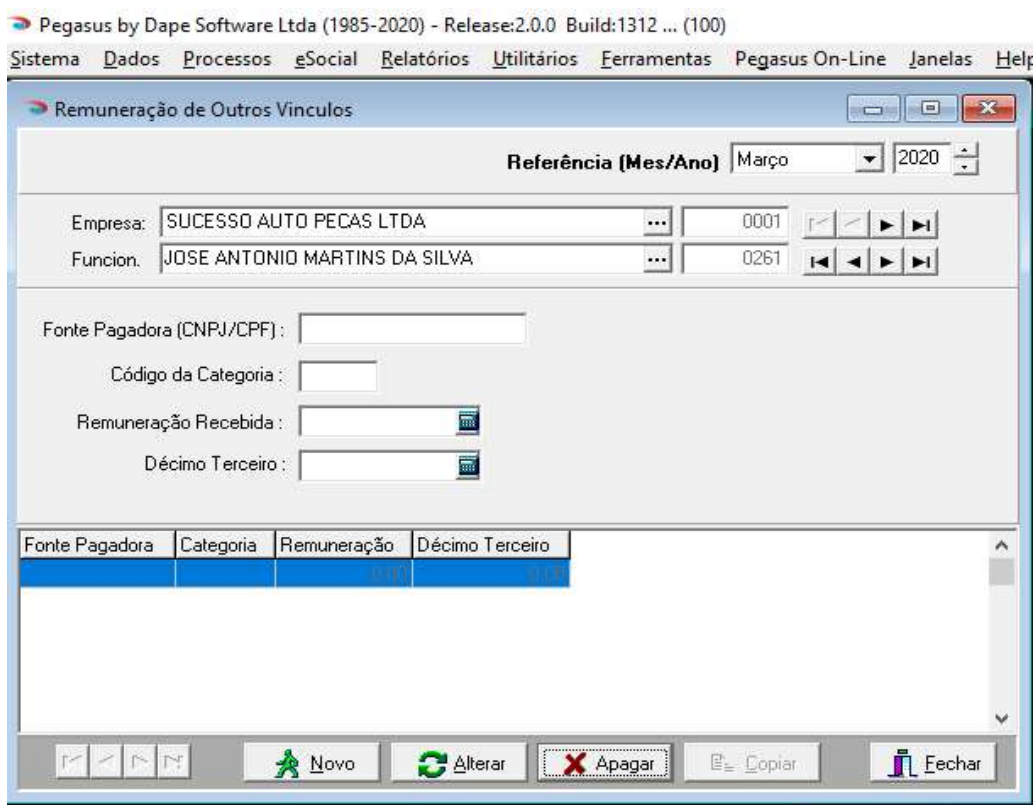 Pegasus by Dape Software Ltda (1985-2020) - Release:2.0.0 Build:1312 ... (100)
Sistema Dados Processos eSocial Relatórios Utilitários Ferramentas Pegasus On-Line Janelas Help
Remuneração de Outros Vinculos
Referência (Mes/Ano) Março 2020
Empresa: SUCESSO AUTO PECAS LTDA ... 0001
Funcion. JOSE ANTONIO MARTINS DA SILVA ... 0261
Fonte Pagadora (CNPJ/CPF) :
Código da Categoria :
Remuneração Recebida :
Décimo Terceiro :
Fonte Pagadora Categoria Remuneração Décimo Terceiro
0.00 0.00
Novo Alterar Apagar Copiar Fechar